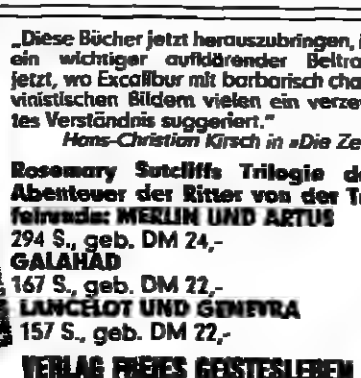 „Diese Bücher jetzt herauszubringen, i
ein wichtiger aufklärender Beitra
jetzt, wo Excalibur mit barbarisch cha
vinistischen Bildern vielen ein verze
tes Verständnis suggeriert."
Hans-Christian Kirsch in »Die Ze
Rosemary Sutcliffs Trilogie d
Abenteuer der Ritter von der T
felrunde: MERLIN UND ARTUS
294 S., geb. DM 24,-
GALAHAD
167 S., geb. DM 22,-
LANCELOT UND GINEVRA
157 S., geb. DM 22,-
VERLAG FREIES GEISTESLEBEN